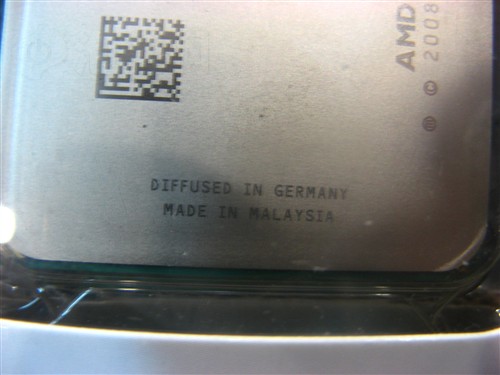 DIFFUSED IN GERMANY
MADE IN MALAYSIA
AMD
© 2008